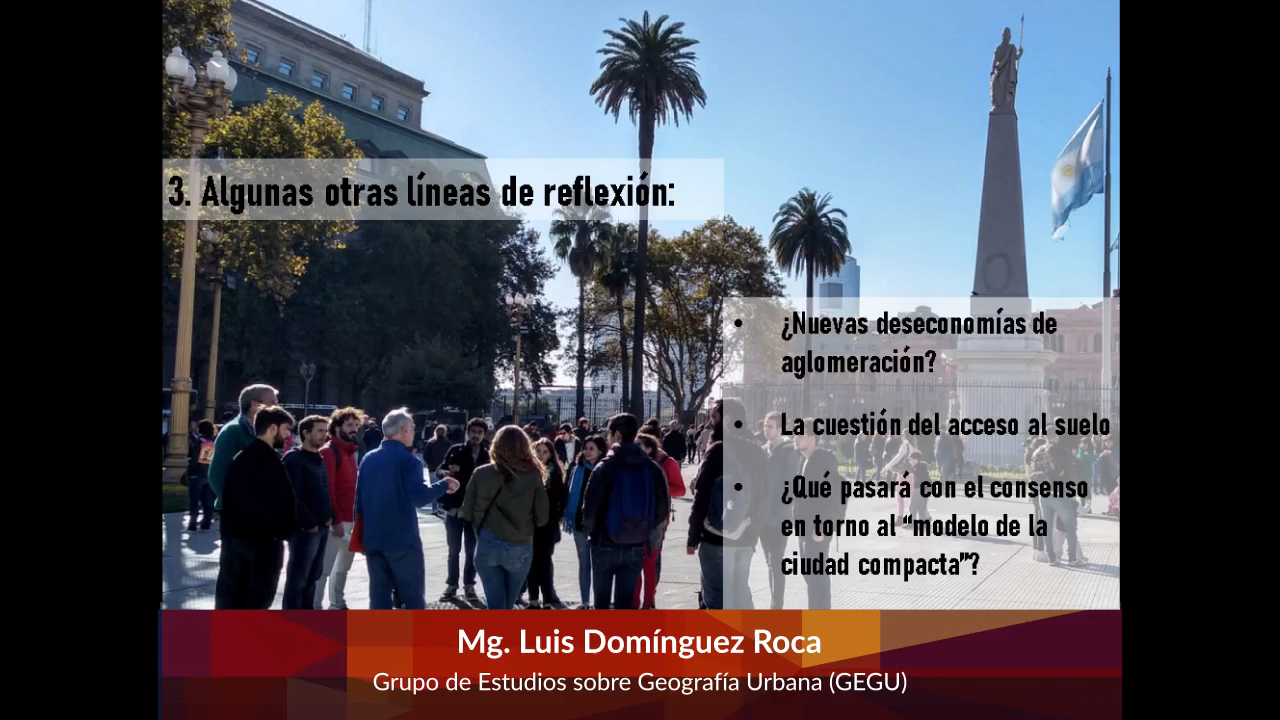 3. Algunas otras líneas de reflexión:
• ¿Nuevas deseconomías de
aglomeración?
• La cuestión del acceso al suelo
• ¿Qué pasará con el consenso
en torno al “modelo de la
ciudad compacta”?
Mg. Luis Domínguez Roca
Grupo de Estudios sobre Geografía Urbana (GEGU)